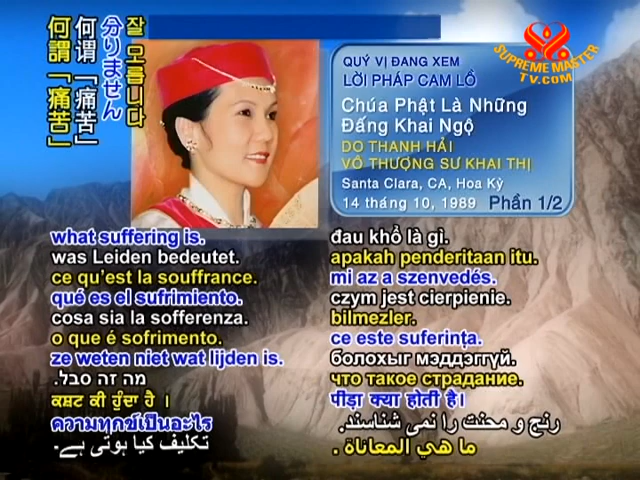 잘 모릅니다
分りません
何谓「痛苦」
何謂「痛苦」
SUPREME MASTER
TV.COM
QUÝ VỊ ĐANG XEM
LỜI PHÁP CAM LỒ
Chúa Phật Là Những
Đấng Khai Ngộ
DO THANH HẢI
VÔ THƯỢNG SƯ KHAI THỊ
Santa Clara, CA, Hoa Kỳ
14 tháng 10, 1989 Phần 1/2
what suffering is.
was Leiden bedeutet.
ce qu'est la souffrance.
qué es el sufrimiento.
cosa sia la sofferenza.
o que é sofrimento.
ze weten niet wat lijden is.
מה זה סבל.
ਕਸ਼ਟ ਕੀ ਹੁੰਦਾ ਹੈ ।
ความทุกข์เป็นอะไร
تکلیف کیا ہوتی ہے۔
đau khổ là gì.
apakah penderitaan itu.
mi az a szenvedés.
czym jest cierpienie.
bilmezler.
ce este suferința.
болохыг мэддэггүй.
что такое страдание.
पीड़ा क्या होती है।
رنج و محنت را نمی شناسند.
ما هي المعاناة .